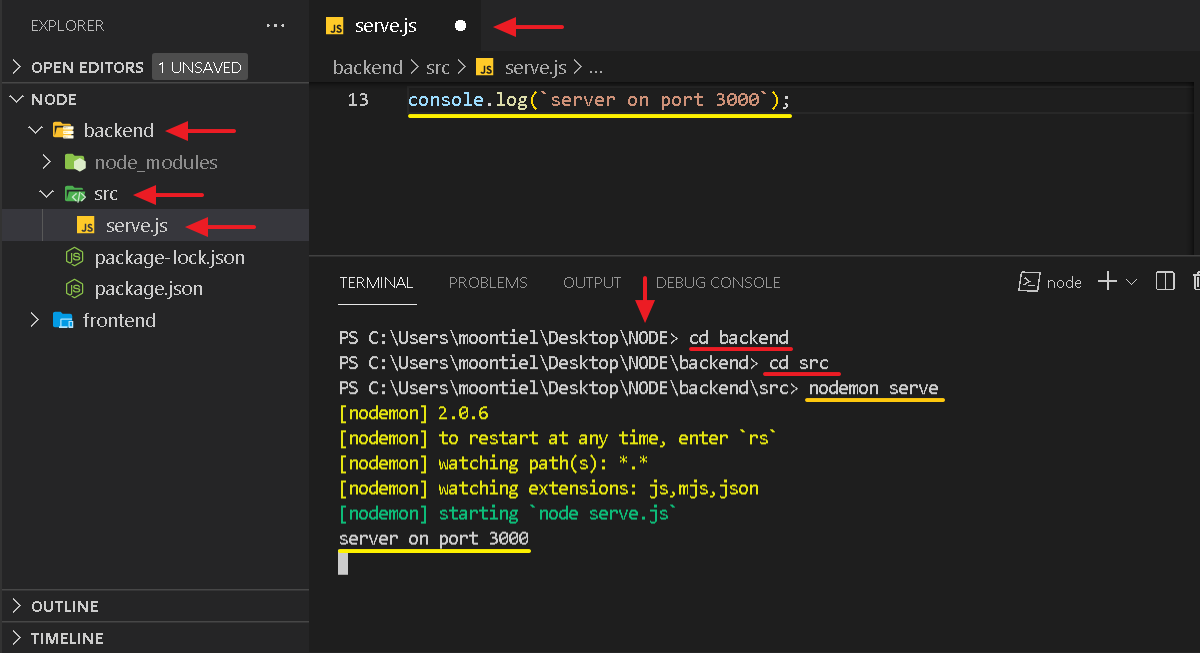 EXPLORER ...
OPEN EDITORS 1 UNSAVED
NODE
backend
node_modules
src
JS serve.js
package-lock.json
package.json
frontend
OUTLINE
TIMELINE
JS serve.js
backend > src > JS serve.js > ...
13 console.log(`server on port 3000`);
TERMINAL PROBLEMS OUTPUT DEBUG CONSOLE node
PS C:\Users\moontiel\Desktop\NODE> cd backend
PS C:\Users\moontiel\Desktop\NODE\backend> cd src
PS C:\Users\moontiel\Desktop\NODE\backend\src> nodemon serve
[nodemon] 2.0.6
[nodemon] to restart at any time, enter `rs`
[nodemon] watching path(s): *.*
[nodemon] watching extensions: js,mjs,json
[nodemon] starting `node serve.js`
server on port 3000